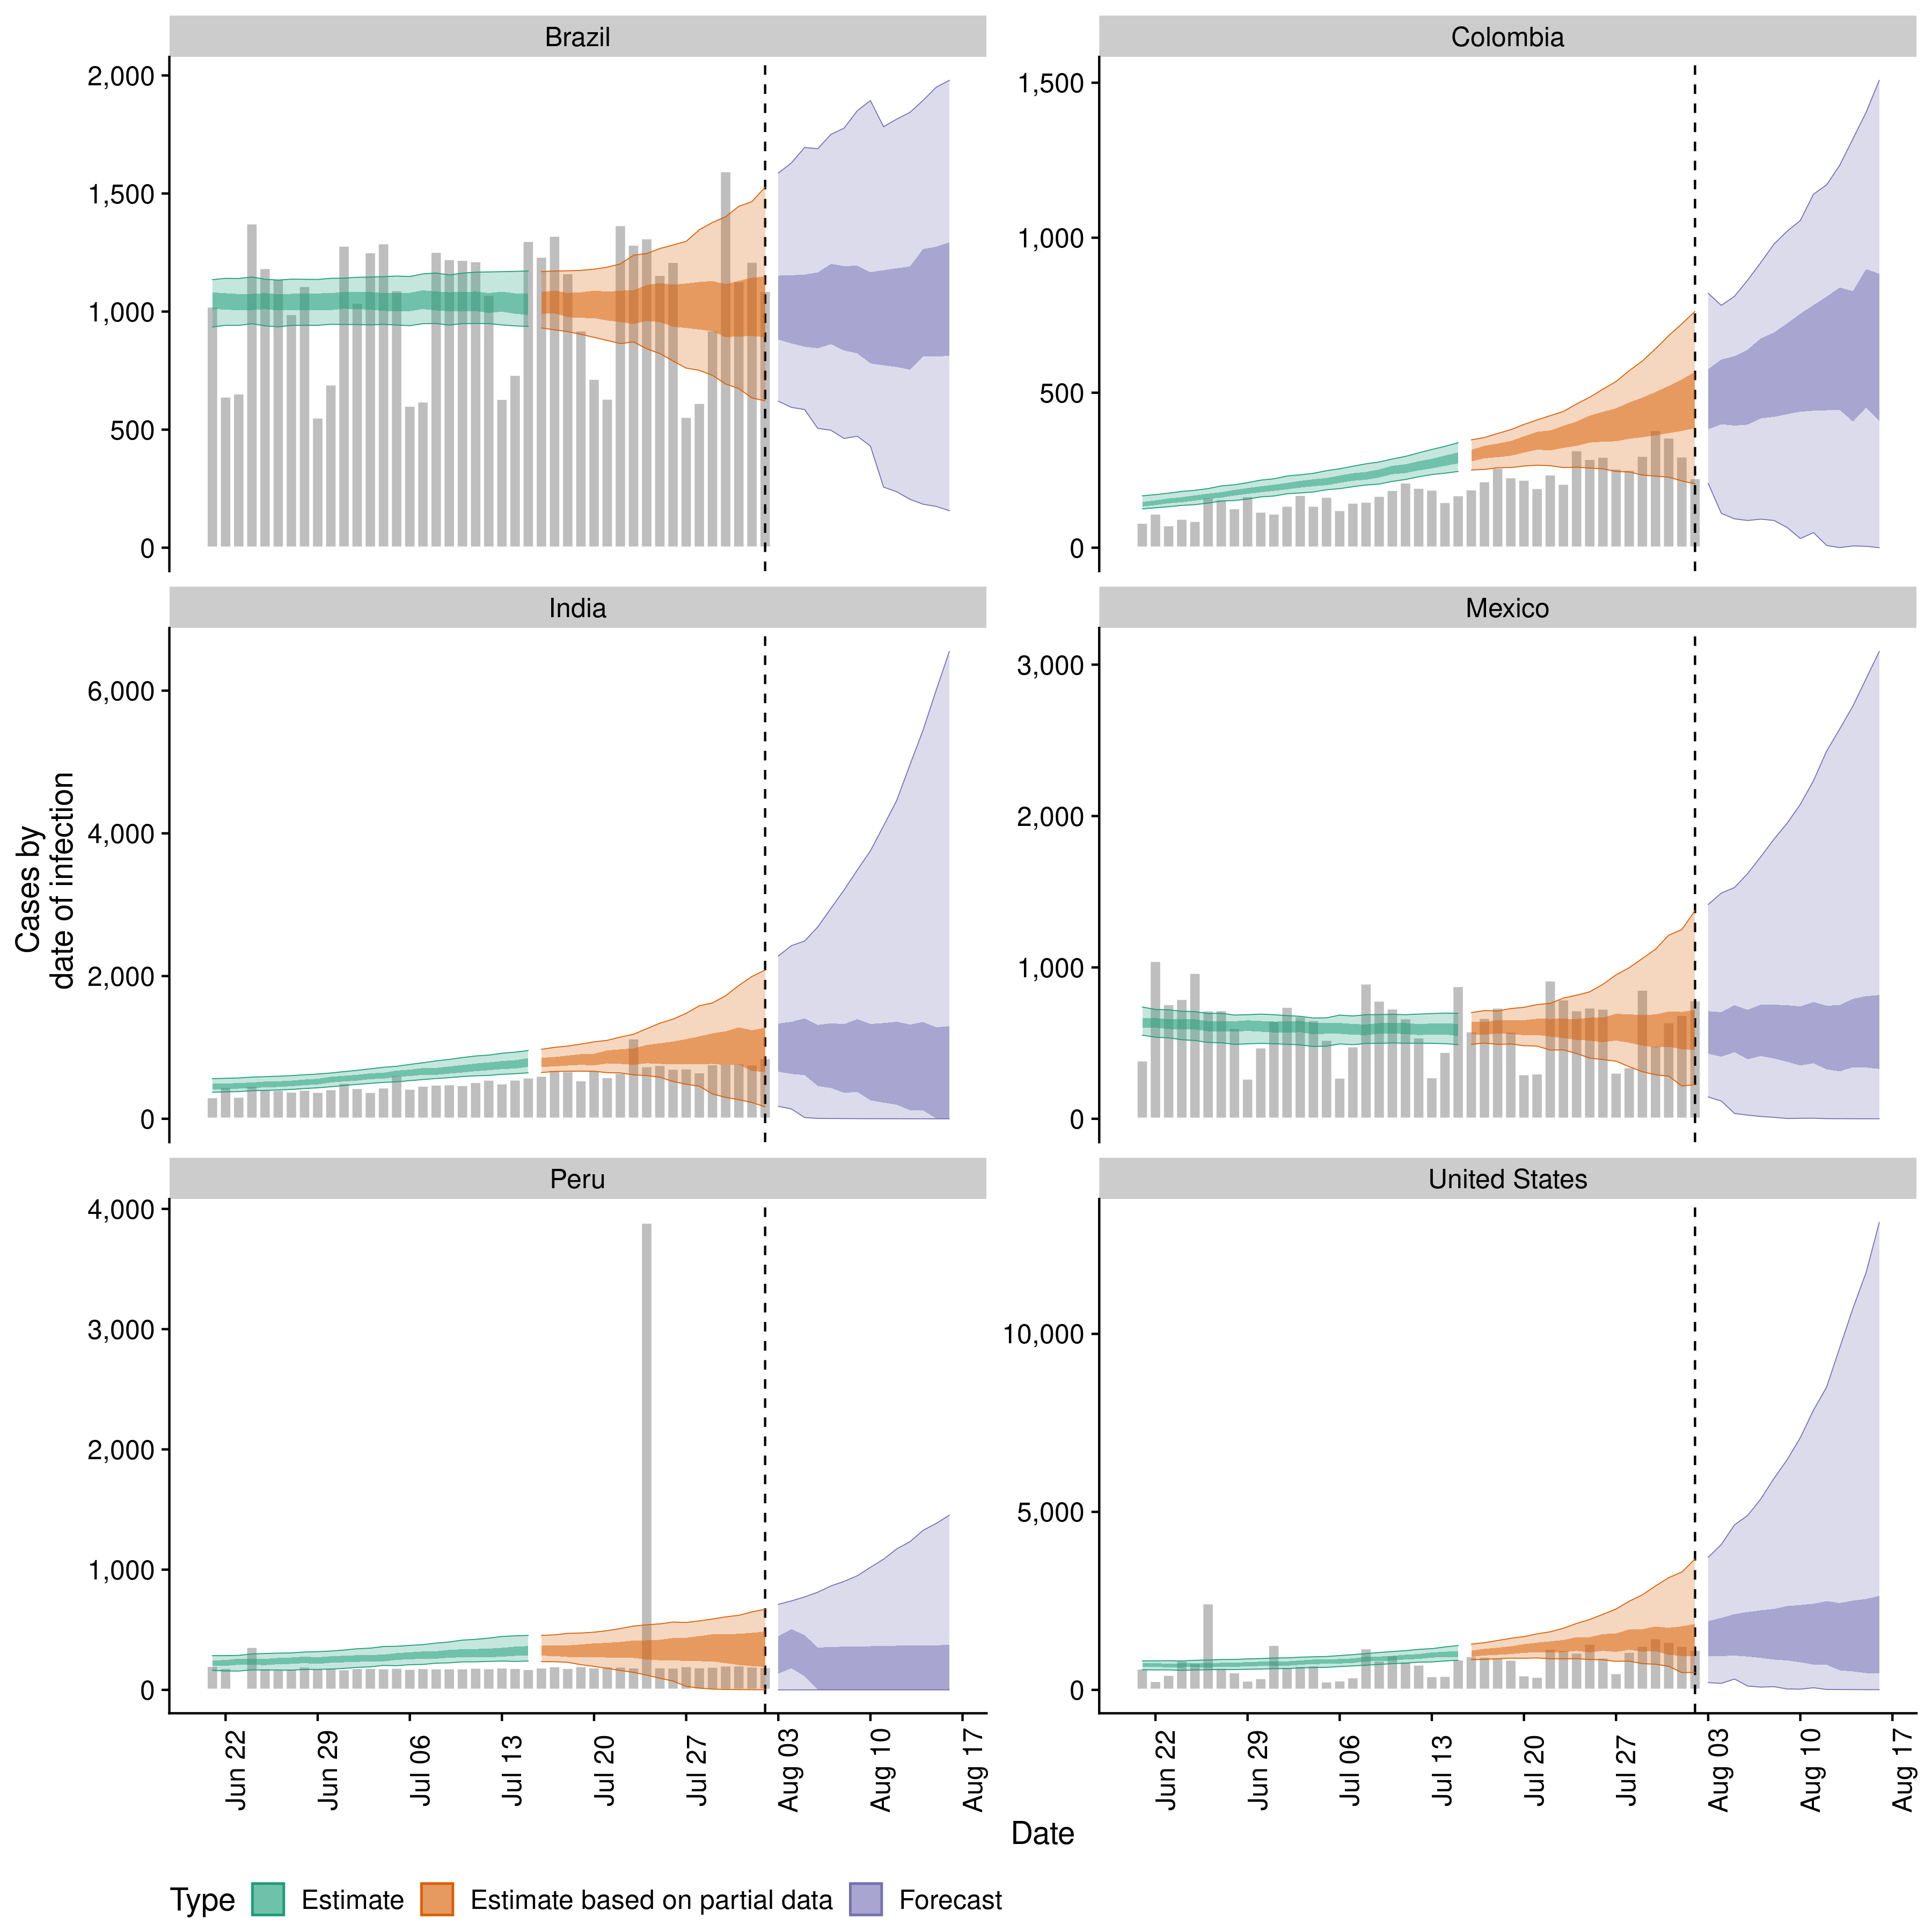 Brazil
Colombia
2,000
1,500
1,000
500
0
1,500
1,000
500
0
India
Mexico
6,000
4,000
2,000
0
3,000
2,000
1,000
0
Cases by
date of infection
Peru
United States
4,000
3,000
2,000
1,000
0
10,000
5,000
0
Jun 22
Jun 29
Jul 06
Jul 13
Jul 20
Jul 27
Aug 03
Aug 10
Aug 17
Jun 22
Jun 29
Jul 06
Jul 13
Jul 20
Jul 27
Aug 03
Aug 10
Aug 17
Date
Type Estimate Estimate based on partial data Forecast